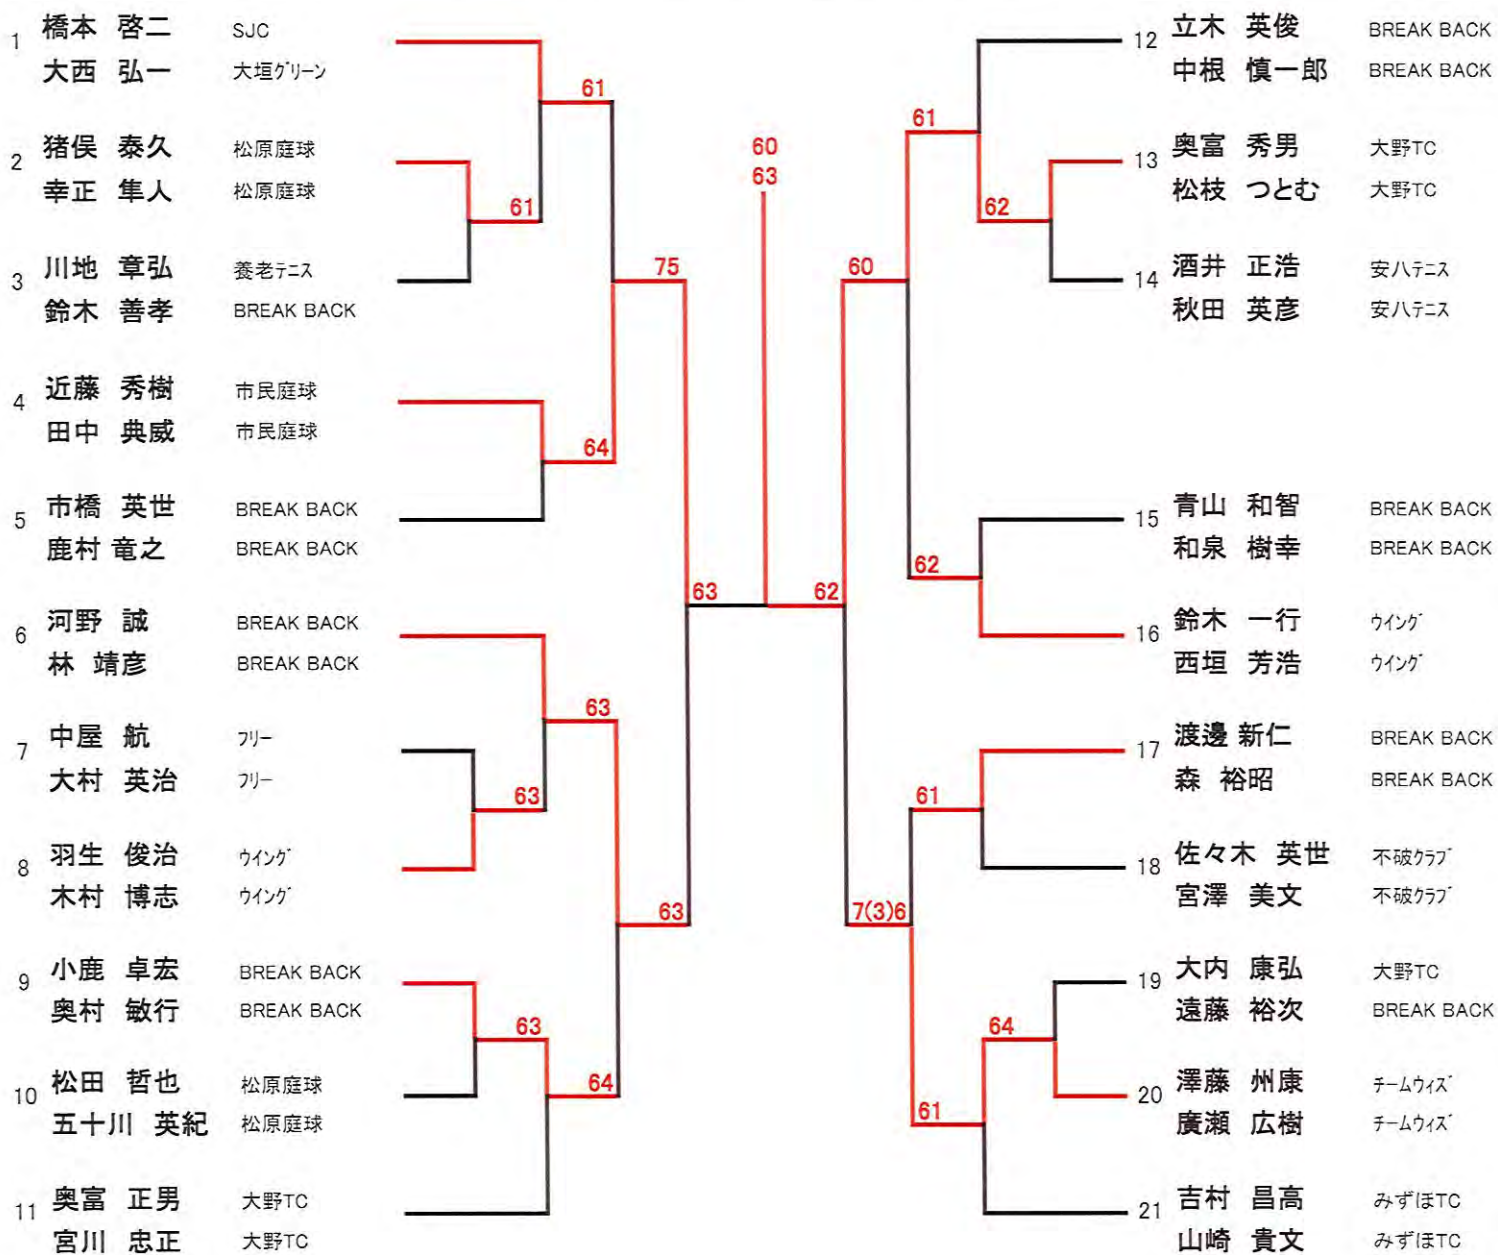 1 橋本 啓二 SJC
大西 弘一 大垣グリーン
61
2 猪俣 泰久 松原庭球
幸正 隼人 松原庭球
61
3 川地 章弘 養老テニス
鈴木 善孝 BREAK BACK
75
4 近藤 秀樹 市民庭球
田中 典威 市民庭球
64
5 市橋 英世 BREAK BACK
鹿村 竜之 BREAK BACK
63
6 河野 誠 BREAK BACK
林 靖彦 BREAK BACK
63
7 中屋 航 フリー
大村 英治 フリー
63
8 羽生 俊治 ウイング
木村 博志 ウイング
63
9 小鹿 卓宏 BREAK BACK
奥村 敏行 BREAK BACK
63
10 松田 哲也 松原庭球
五十川 英紀 松原庭球
64
11 奥富 正男 大野TC
宮川 忠正 大野TC
60
63
12 立木 英俊 BREAK BACK
中根 慎一郎 BREAK BACK
61
13 奥富 秀男 大野TC
松枝 つとむ 大野TC
62
14 酒井 正浩 安八テニス
秋田 英彦 安八テニス
60
15 青山 和智 BREAK BACK
和泉 樹幸 BREAK BACK
62
16 鈴木 一行 ウイング
西垣 芳浩 ウイング
62
17 渡邊 新仁 BREAK BACK
森 裕昭 BREAK BACK
61
18 佐々木 英世 不破クラブ
宮澤 美文 不破クラブ
7(3)6
19 大内 康弘 大野TC
遠藤 裕次 BREAK BACK
64
20 澤藤 州康 チームウィズ
廣瀬 広樹 チームウィズ
61
21 吉村 昌高 みずほTC
山崎 貴文 みずほTC